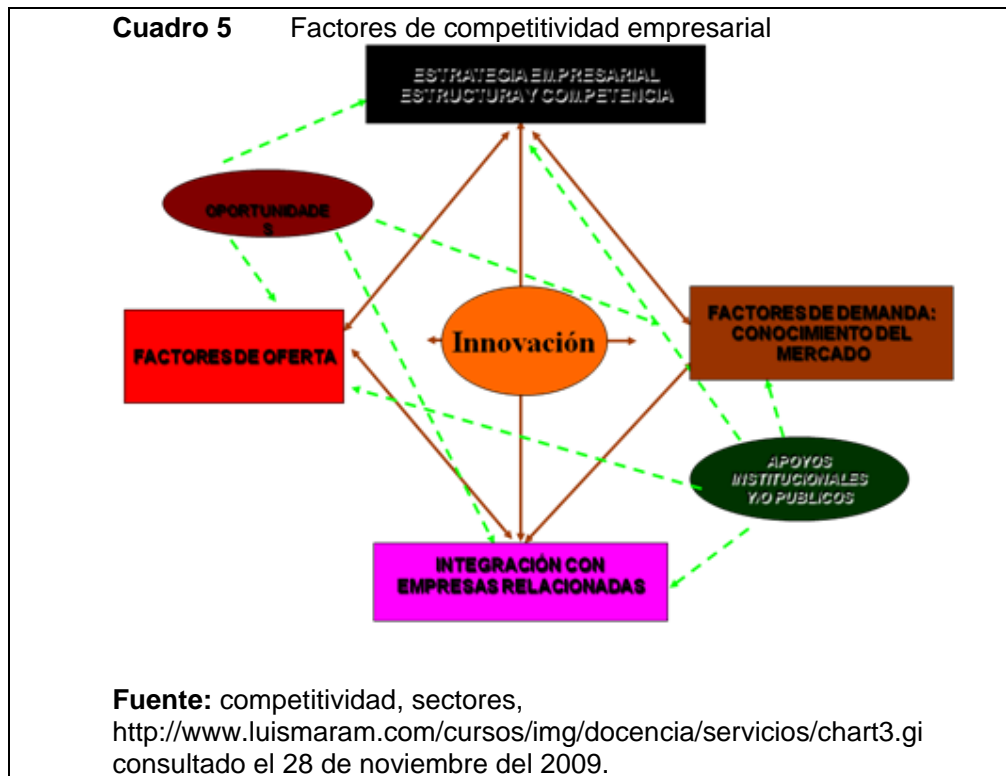 Cuadro 5 Factores de competitividad empresarial
ESTRATEGIA EMPRESARIAL
ESTRUCTURA Y COMPETENCIA
OPORTUNIDADE
S
Innovación
FACTORES DE DEMANDA:
CONOCIMIENTO DEL
MERCADO
FACTORES DE OFERTA
APOYOS
INSTITUCIONALES
Y/O PUBLICOS
INTEGRACIÓN CON
EMPRESAS RELACIONADAS
Fuente: competitividad, sectores,
http://www.luismaram.com/cursos/img/docencia/servicios/chart3.gi
consultado el 28 de noviembre del 2009.